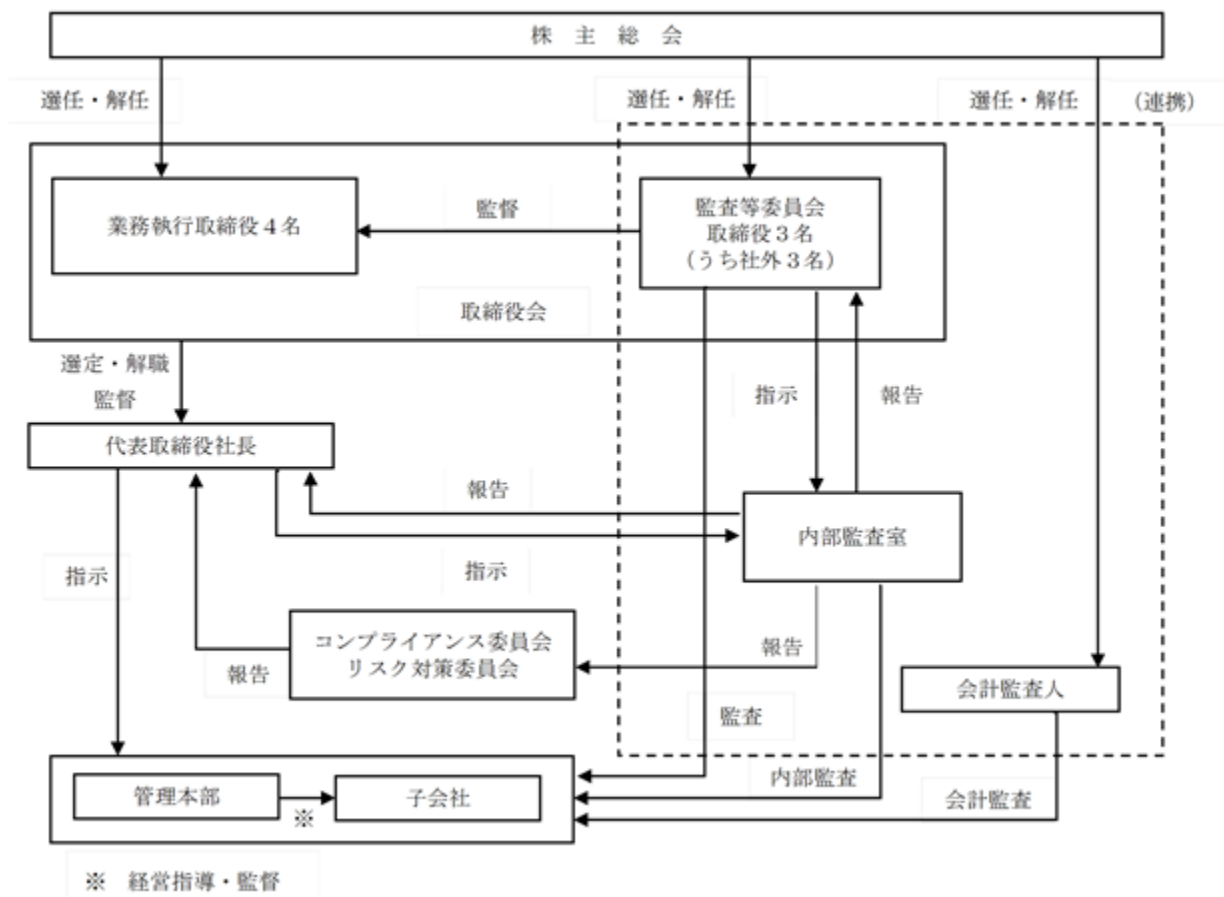 株 主 総 会
選任・解任
選任・解任
選任・解任
（連携）
業務執行取締役４名
監督
監査等委員会
取締役３名
（うち社外３名）
取締役会
選定・解職
監督
指示
報告
代表取締役社長
報告
内部監査室
指示
指示
コンプライアンス委員会
リスク対策委員会
報告
報告
会計監査人
監査
管理本部
※
子会社
内部監査
会計監査
※ 経営指導・監督